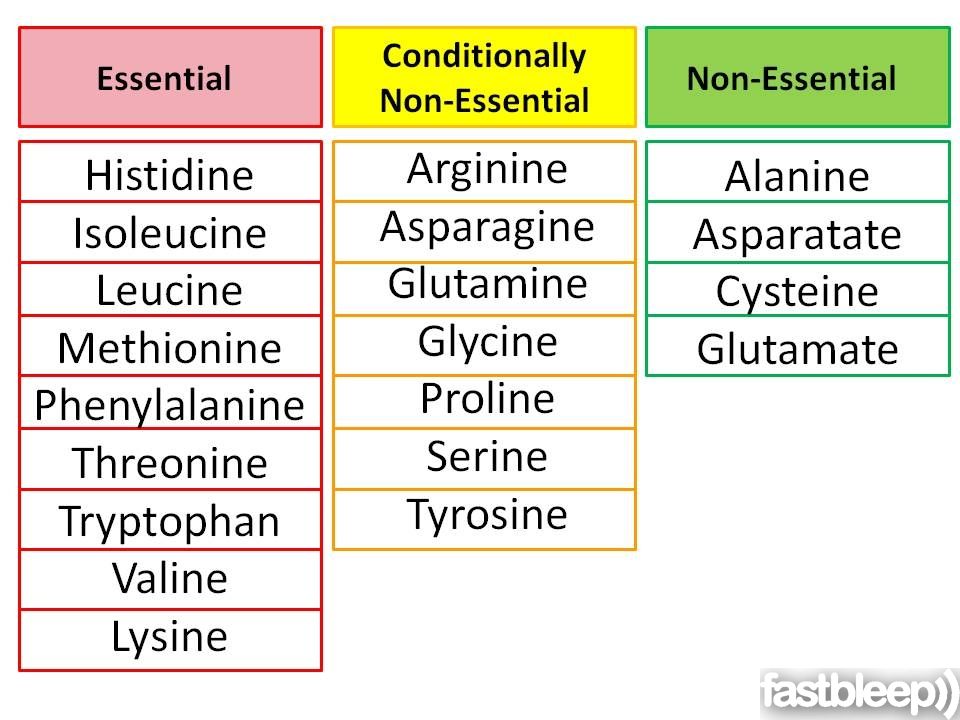 Essential
Conditionally
Non-Essential
Non-Essential
Histidine
Isoleucine
Leucine
Methionine
Phenylalanine
Threonine
Tryptophan
Valine
Lysine
Arginine
Asparagine
Glutamine
Glycine
Proline
Serine
Tyrosine
Alanine
Asparatate
Cysteine
Glutamate
fastbleep